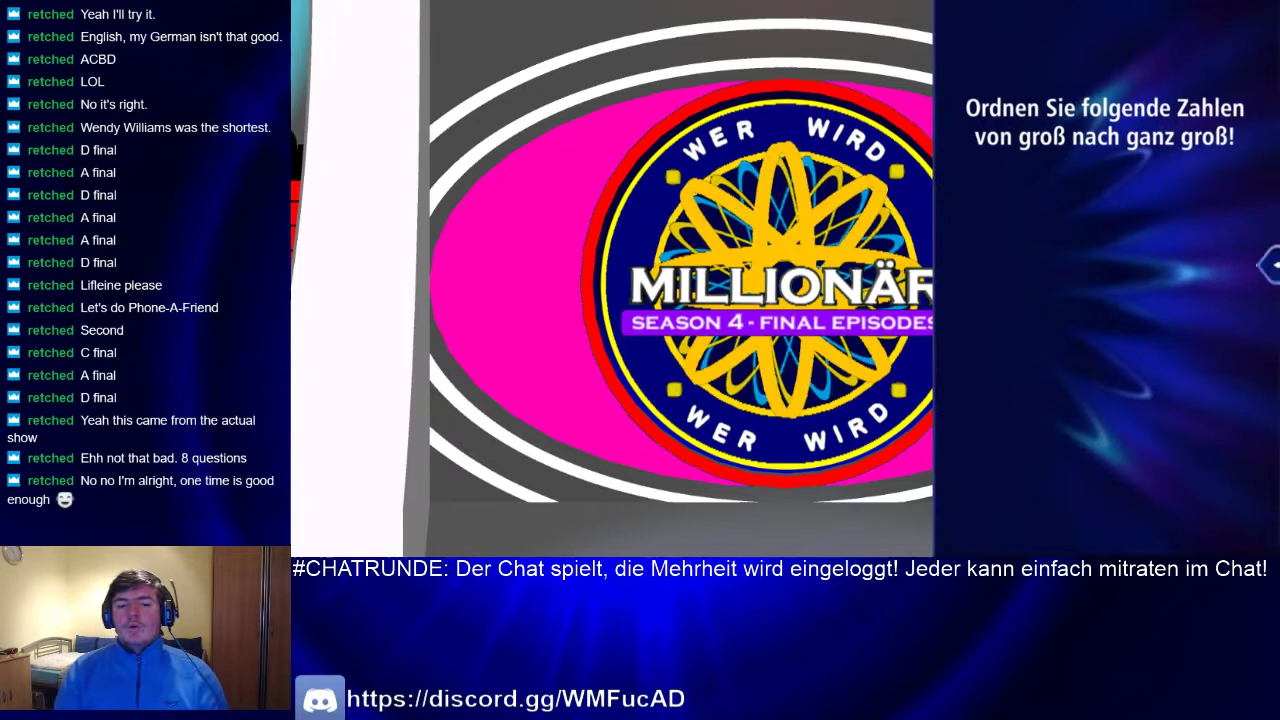 retched Yeah I'll try it.
retched English, my German isn't that good.
retched ACBD
retched LOL
retched No it's right.
retched Wendy Williams was the shortest.
retched D final
retched A final
retched D final
retched A final
retched A final
retched D final
retched Lifleine please
retched Let's do Phone-A-Friend
retched Second
retched C final
retched A final
retched D final
retched Yeah this came from the actual
show
retched Ehh not that bad. 8 questions
retched No no I'm alright, one time is good
enough
WER WIRD
MILLIONÄR
SEASON 4 - FINAL EPISODES
WER WIRD
Ordnen Sie folgende Zahlen
von groß nach ganz groß!
#CHATRUNDE: Der Chat spielt, die Mehrheit wird eingeloggt! Jeder kann einfach mitraten im Chat!
https://discord.gg/WMFucAD